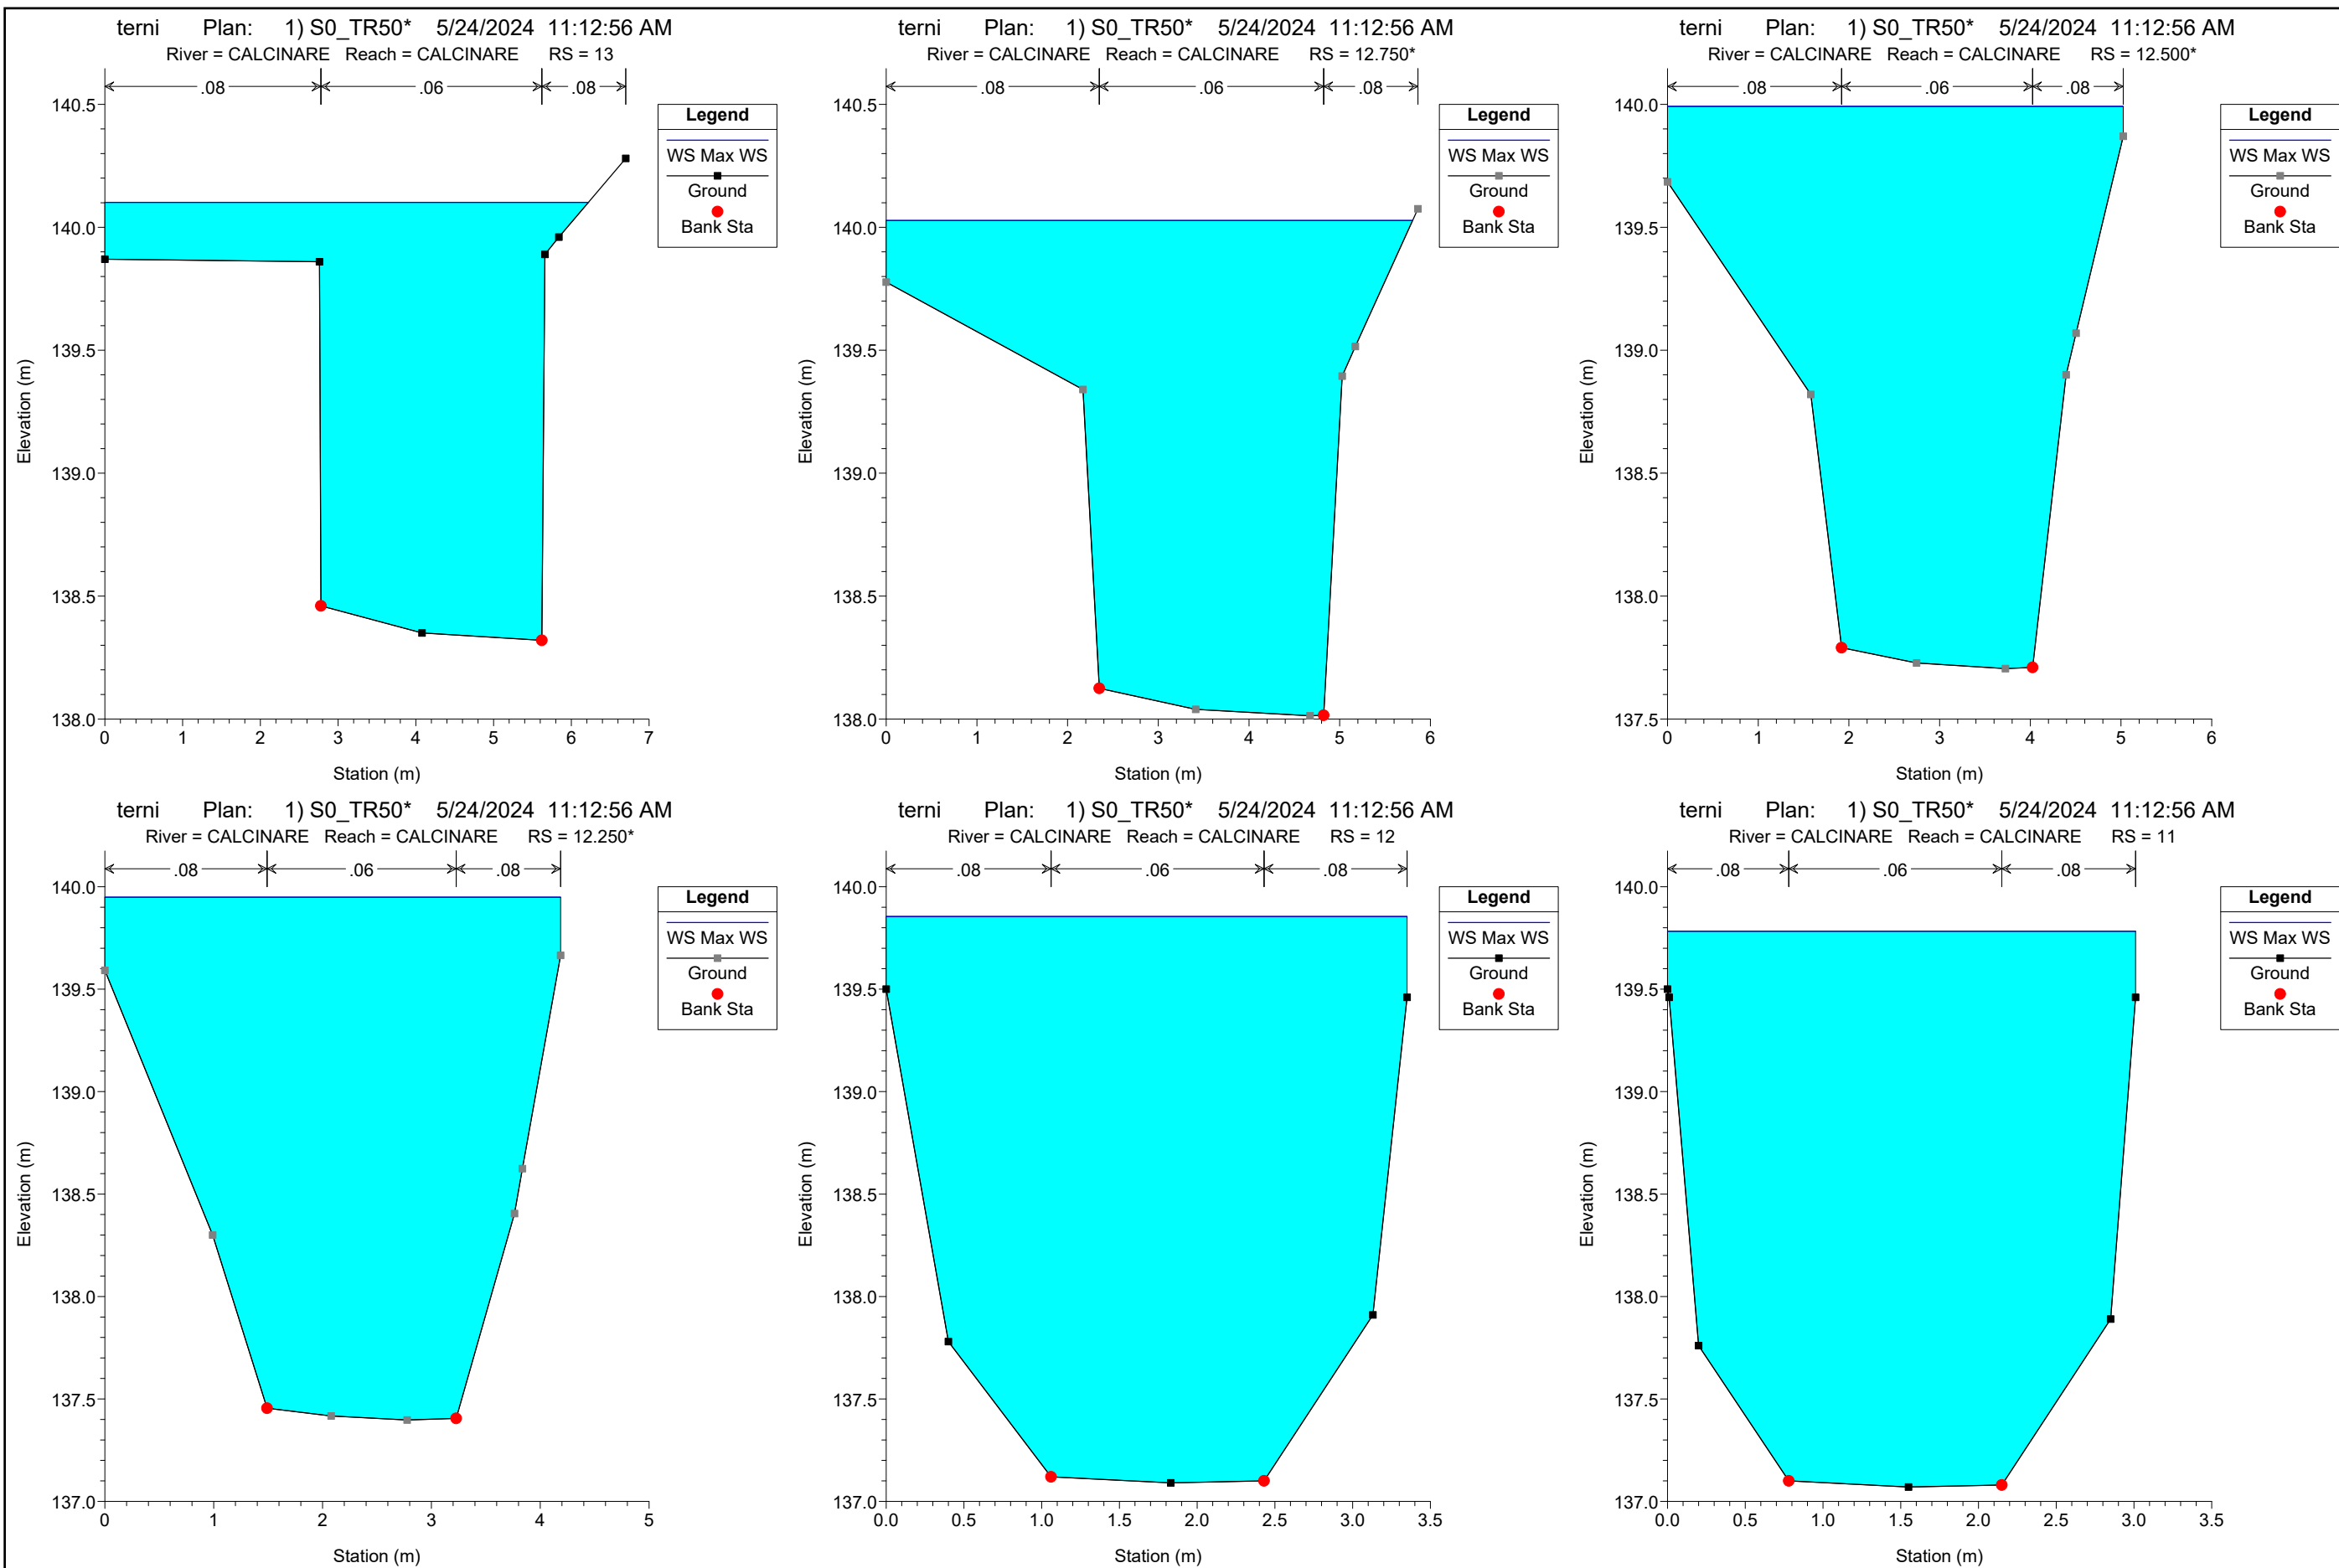 terni Plan: 1) S0_TR50* 5/24/2024 11:12:56 AM
River = CALCINARE Reach = CALCINARE RS = 13
.08 .06 .08
140.5
140.0
139.5
139.0
138.5
138.0
0 1 2 3 4 5 6 7
Station (m)
Elevation (m)
Legend
WS Max WS
Ground
Bank Sta
terni Plan: 1) S0_TR50* 5/24/2024 11:12:56 AM
River = CALCINARE Reach = CALCINARE RS = 12.750*
.08 .06 .08
140.5
140.0
139.5
139.0
138.5
138.0
0 1 2 3 4 5 6
Station (m)
Elevation (m)
Legend
WS Max WS
Ground
Bank Sta
terni Plan: 1) S0_TR50* 5/24/2024 11:12:56 AM
River = CALCINARE Reach = CALCINARE RS = 12.500*
.08 .06 .08
140.0
139.5
139.0
138.5
138.0
137.5
0 1 2 3 4 5 6
Station (m)
Elevation (m)
Legend
WS Max WS
Ground
Bank Sta
terni Plan: 1) S0_TR50* 5/24/2024 11:12:56 AM
River = CALCINARE Reach = CALCINARE RS = 12.250*
.08 .06 .08
140.0
139.5
139.0
138.5
138.0
137.5
137.0
0 1 2 3 4 5
Station (m)
Elevation (m)
Legend
WS Max WS
Ground
Bank Sta
terni Plan: 1) S0_TR50* 5/24/2024 11:12:56 AM
River = CALCINARE Reach = CALCINARE RS = 12
.08 .06 .08
140.0
139.5
139.0
138.5
138.0
137.5
137.0
0.0 0.5 1.0 1.5 2.0 2.5 3.0 3.5
Station (m)
Elevation (m)
Legend
WS Max WS
Ground
Bank Sta
terni Plan: 1) S0_TR50* 5/24/2024 11:12:56 AM
River = CALCINARE Reach = CALCINARE RS = 11
.08 .06 .08
140.0
139.5
139.0
138.5
138.0
137.5
137.0
0.0 0.5 1.0 1.5 2.0 2.5 3.0 3.5
Station (m)
Elevation (m)
Legend
WS Max WS
Ground
Bank Sta